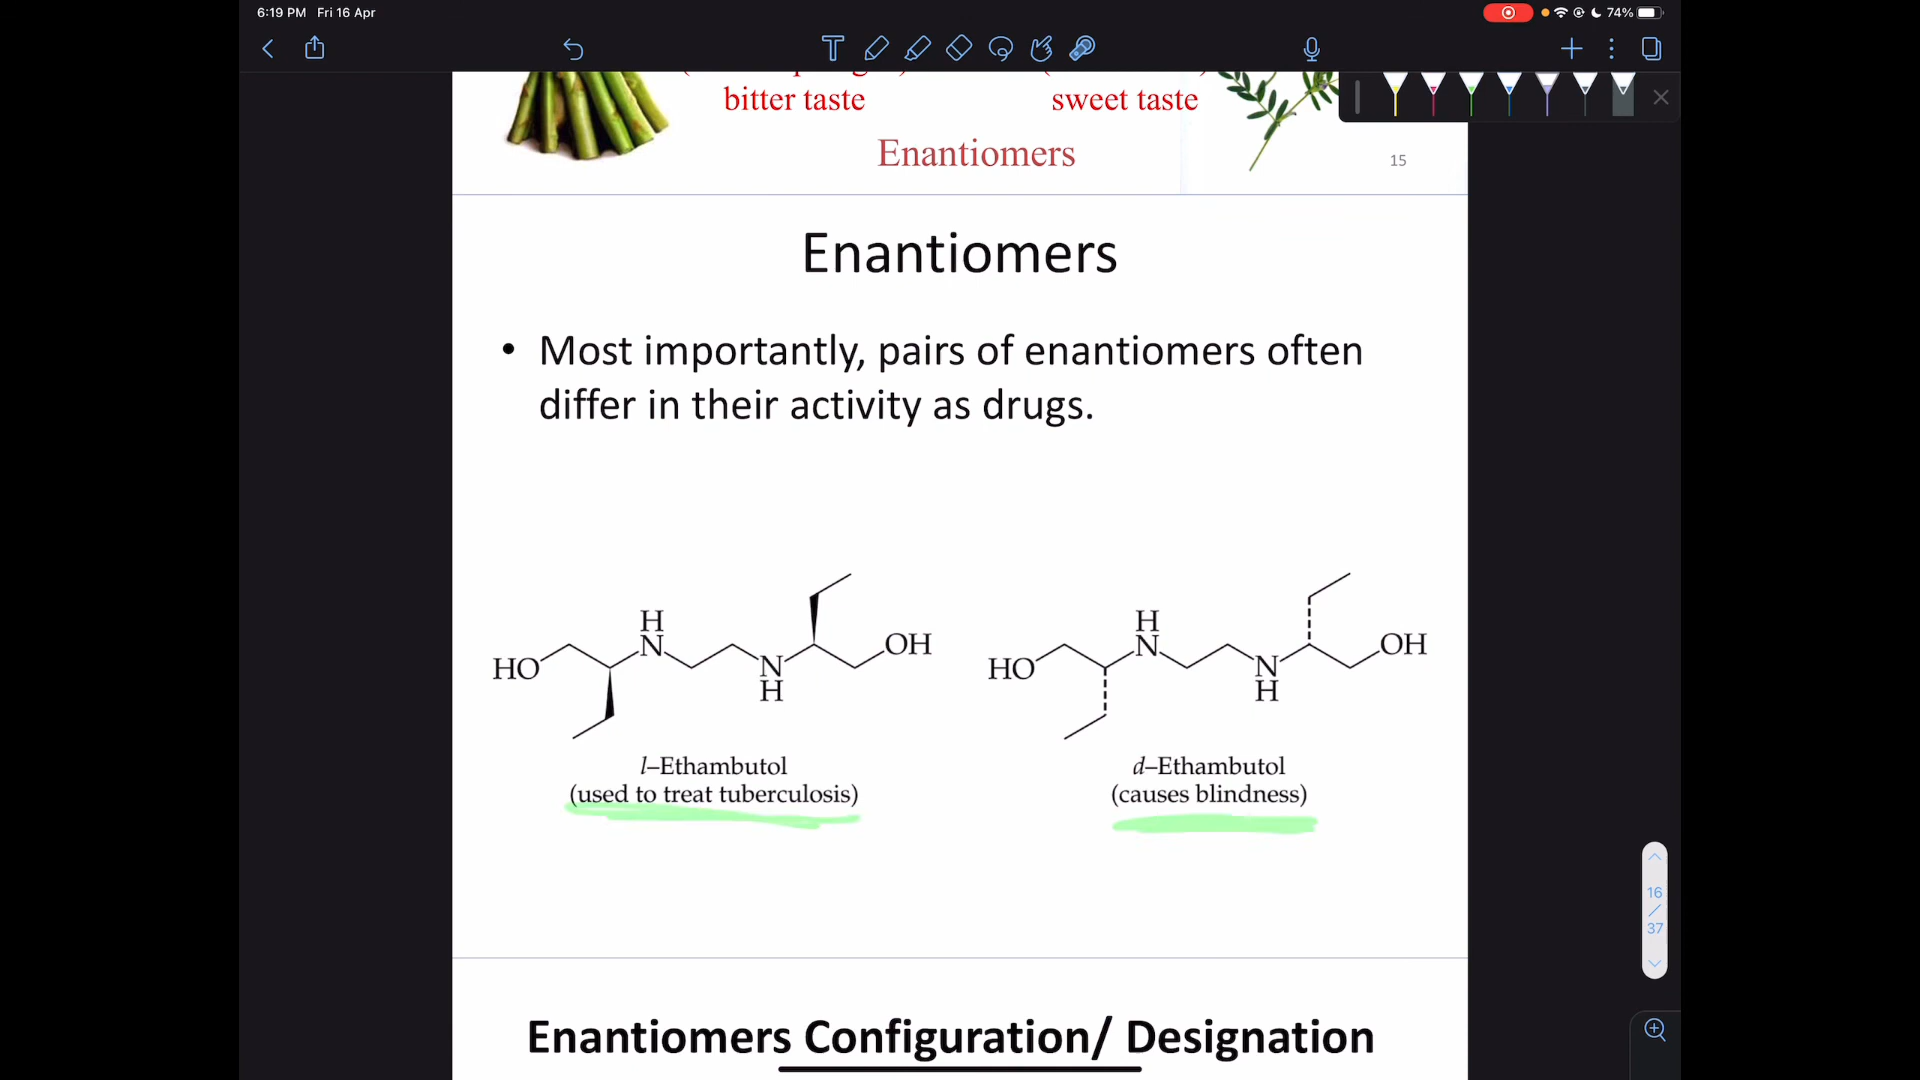 6:19 PM Fri 16 Apr
74%
bitter taste
sweet taste
Enantiomers
15
Enantiomers
• Most importantly, pairs of enantiomers often
differ in their activity as drugs.
HO
H
N
N
H
OH
l–Ethambutol
(used to treat tuberculosis)
HO
H
N
N
H
OH
d–Ethambutol
(causes blindness)
16
/
37
Enantiomers Configuration/ Designation